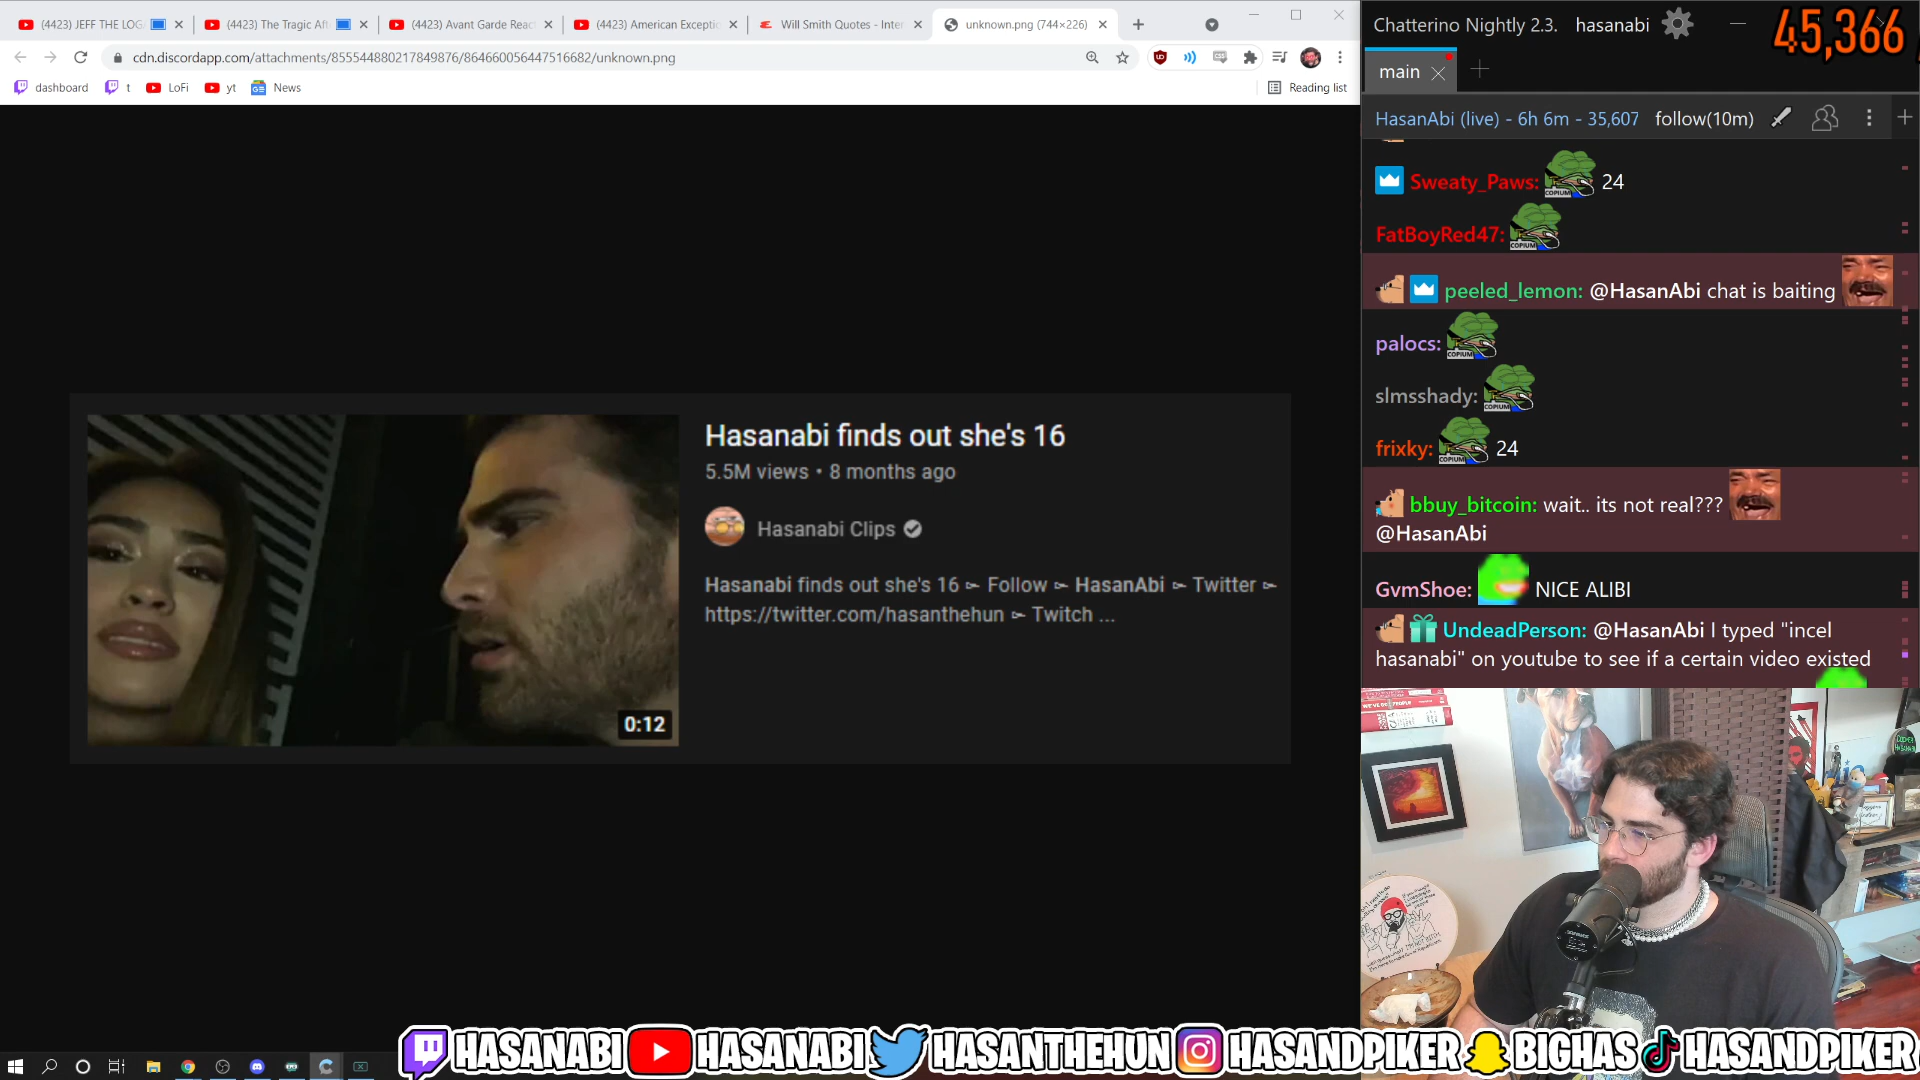 (4423) JEFF THE LOG
(4423) The Tragic Aft
(4423) Avant Garde Reac
(4423) American Exceptio
Will Smith Quotes - Inter
unknown.png (744×226)
cdn.discordapp.com/attachments/855544880217849876/864660056447516682/unknown.png
dashboard
t
LoFi
yt
News
Reading list
Hasanabi finds out she's 16
5.5M views • 8 months ago
Hasanabi Clips
Hasanabi finds out she's 16 ⌲ Follow ⌲ HasanAbi ⌲ Twitter ⌲
https://twitter.com/hasanthehun ⌲ Twitch ...
0:12
Chatterino Nightly 2.3.
hasanabi
45,366
main
HasanAbi (live) - 6h 6m - 35,607
follow(10m)
Sweaty_Paws: COPIUM 24
FatBoyRed47: COPIUM
peeled_lemon: @HasanAbi chat is baiting
palocs: COPIUM
slmsshady: COPIUM
frixky: COPIUM 24
bbuy_bitcoin: wait.. its not real???
@HasanAbi
GvmShoe: NICE ALIBI
UndeadPerson: @HasanAbi I typed "incel
hasanabi" on youtube to see if a certain video existed
HASANABI
HASANABI
HASANTHEHUN
HASANDPIKER
BIGHAS
HASANDPIKER